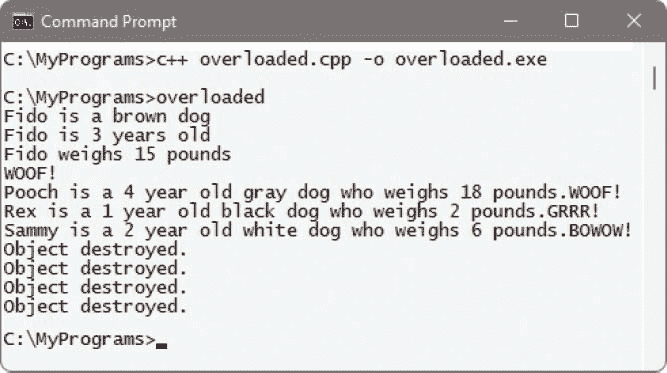 Command Prompt
C:\MyPrograms>c++ overloaded.cpp -o overloaded.exe
C:\MyPrograms>overloaded
Fido is a brown dog
Fido is 3 years old
Fido weighs 15 pounds
WOOF!
Pooch is a 4 year old gray dog who weighs 18 pounds.WOOF!
Rex is a 1 year old black dog who weighs 2 pounds.GRRR!
Sammy is a 2 year old white dog who weighs 6 pounds.BOWOW!
Object destroyed.
Object destroyed.
Object destroyed.
Object destroyed.
C:\MyPrograms>